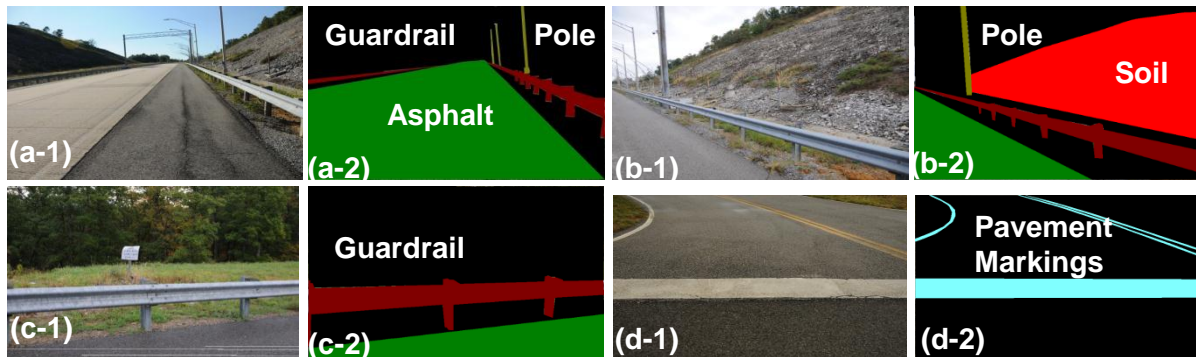 Guardrail
Pole
Asphalt
(a-1)
(a-2)
(b-1)
Pole
Soil
(b-2)
Guardrail
(c-1)
(c-2)
(d-1)
Pavement
Markings
(d-2)